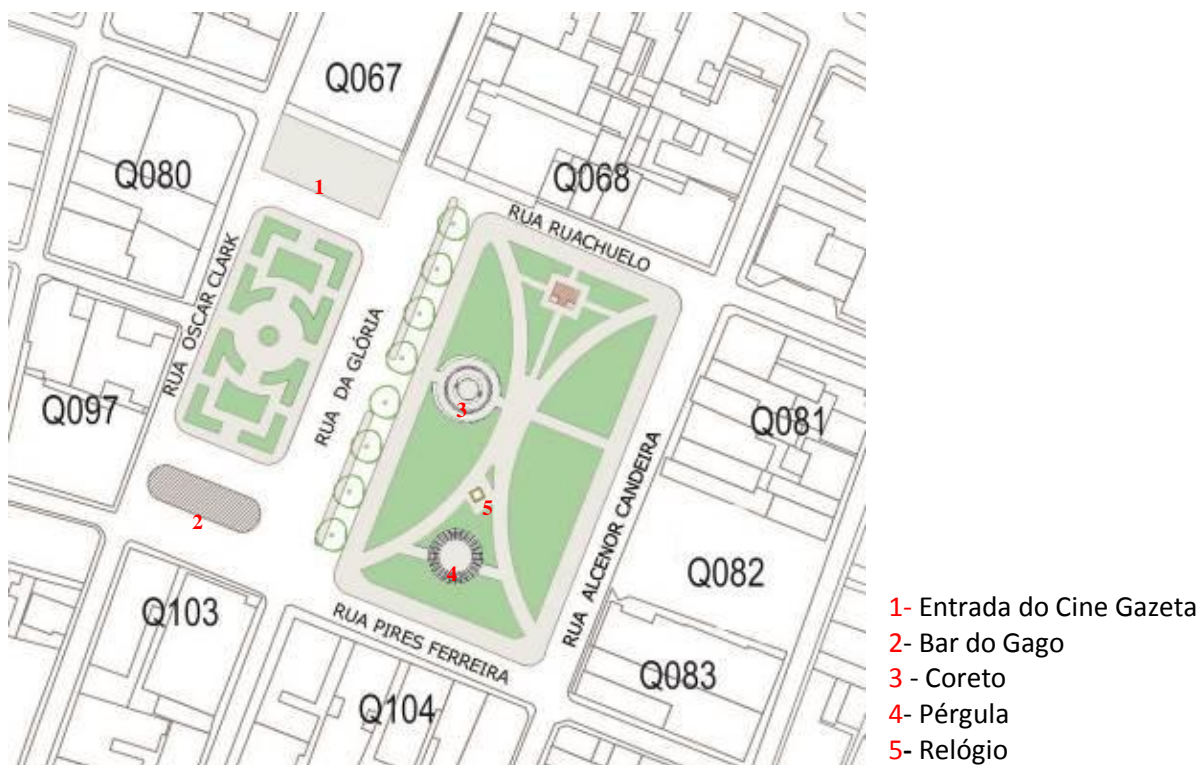 Q067
Q080
1
Q068
RUA RUACHUELO
RUA OSCAR CLARK
RUA DA GLÓRIA
Q097
3
Q081
5
2
RUA ALCENOR CANDEIRA
4
Q082
Q103
RUA PIRES FERREIRA
Q083
Q104
1- Entrada do Cine Gazeta
2- Bar do Gago
3 - Coreto
4- Pérgula
5- Relógio